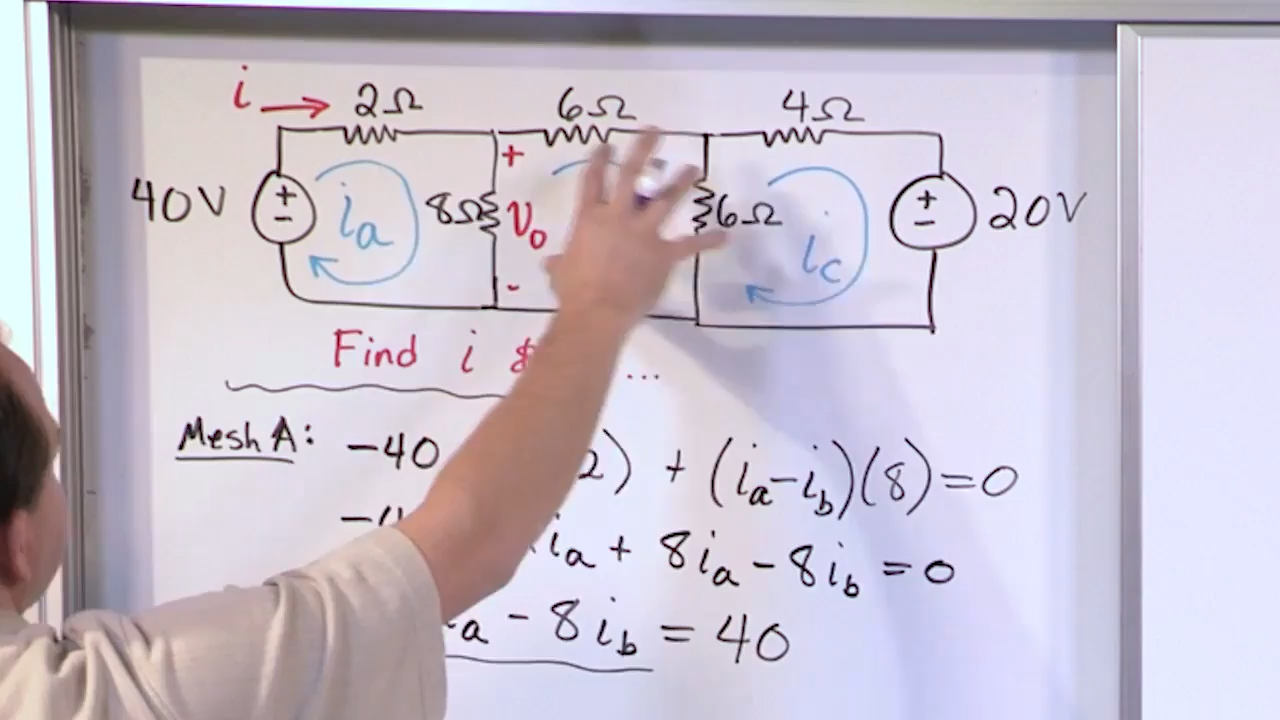 i → 2Ω 6Ω 4Ω
40V + - ia 8Ω + V₀ - 6Ω ic + - 20V
Find i & ...
Mesh A: -40 2) + (ia-ib)(8)=0
ia + 8ia - 8ib = 0
a - 8ib = 40